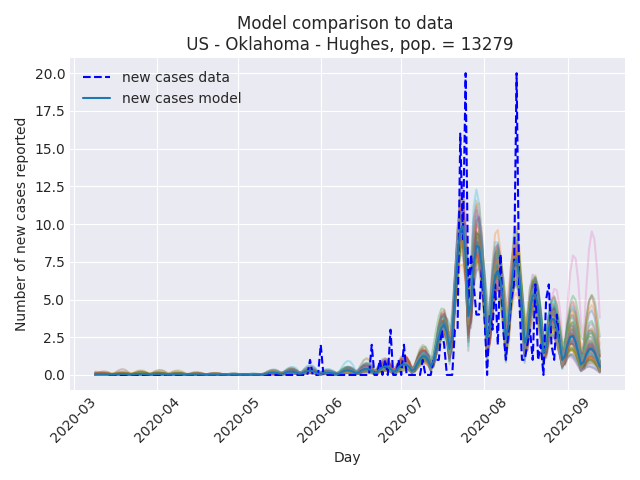 Model comparison to data
US - Oklahoma - Hughes, pop. = 13279
new cases data
new cases model
Number of new cases reported
20.0
17.5
15.0
12.5
10.0
7.5
5.0
2.5
0.0
2020-03
2020-04
2020-05
2020-06
2020-07
2020-08
2020-09
Day